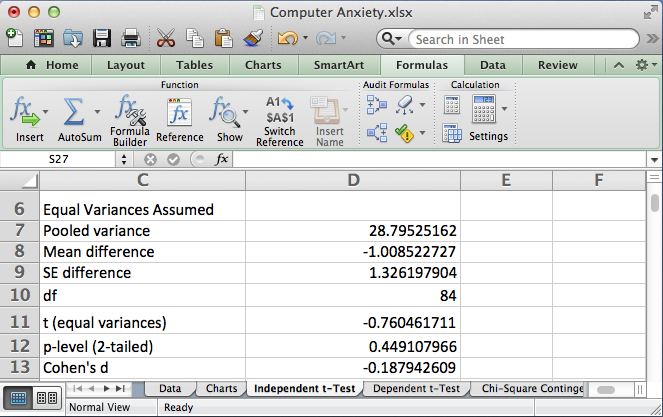 Computer Anxiety.xlsx
Search in Sheet
Home Layout Tables Charts SmartArt Formulas Data Review
Function Audit Formulas Calculation
A1
$A$1
Insert AutoSum Formula Builder Reference Show Switch Reference Insert Name Settings
S27 fx
C D E F
6 Equal Variances Assumed
7 Pooled variance 28.79525162
8 Mean difference -1.008522727
9 SE difference 1.326197904
10 df 84
11 t (equal variances) -0.760461711
12 p-level (2-tailed) 0.449107966
13 Cohen's d -0.187942609
Data Charts Independent t-Test Dependent t-Test Chi-Square Continge
Normal View Ready